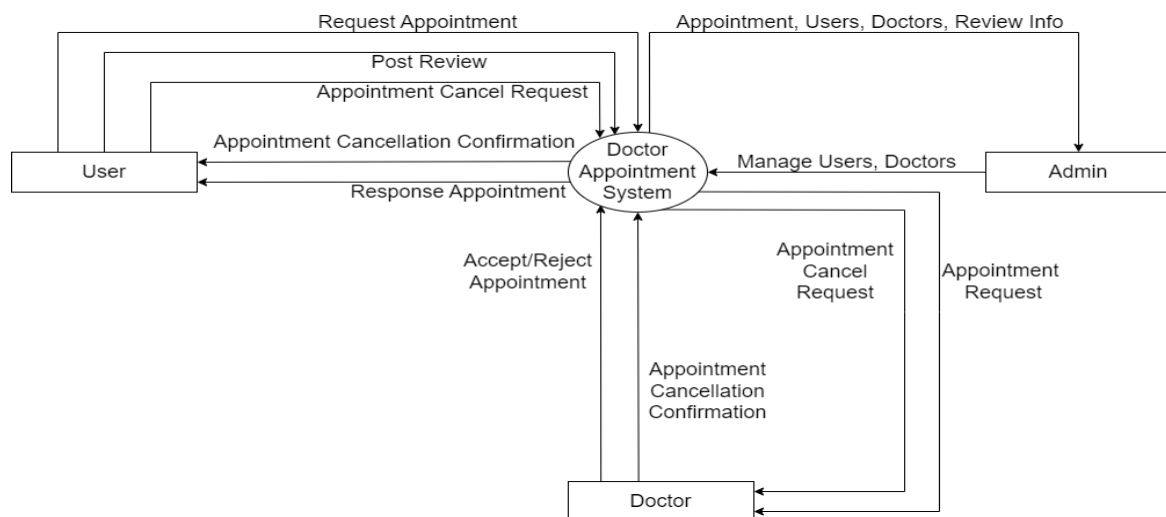 Request Appointment
Appointment, Users, Doctors, Review Info
Post Review
Appointment Cancel Request
Appointment Cancellation Confirmation
User
Response Appointment
Doctor
Appointment
System
Manage Users, Doctors
Admin
Accept/Reject
Appointment
Appointment
Cancel
Request
Appointment
Request
Appointment
Cancellation
Confirmation
Doctor